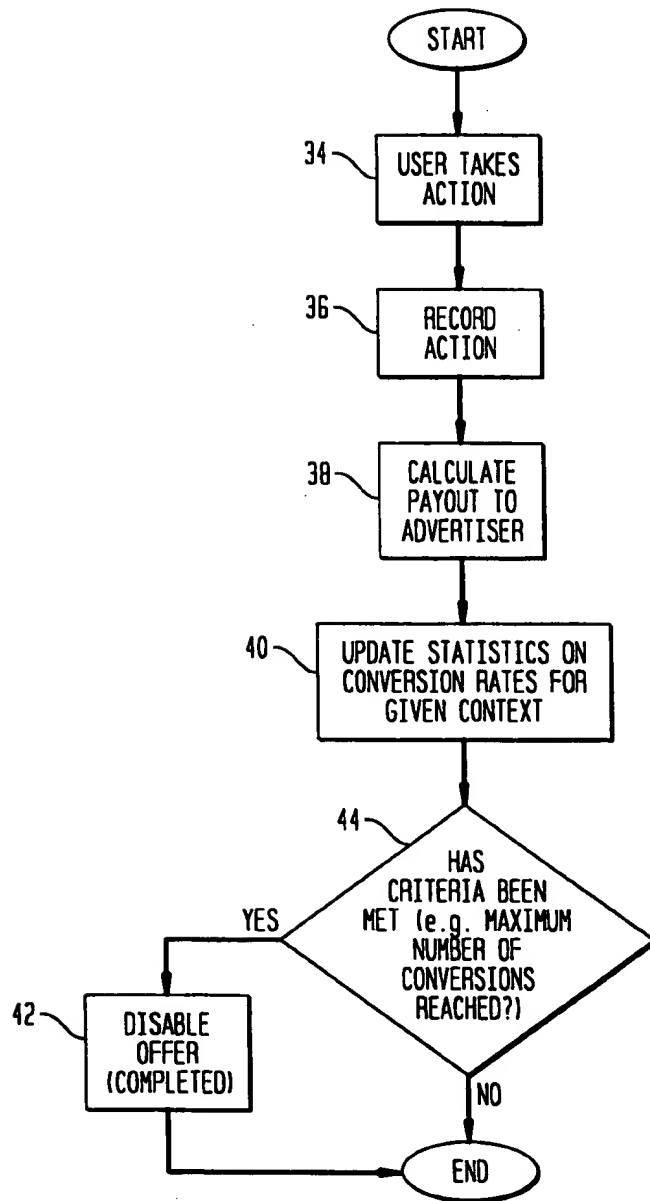 START
34
USER TAKES
ACTION
36
RECORD
ACTION
38
CALCULATE
PAYOUT TO
ADVERTISER
40
UPDATE STATISTICS ON
CONVERSION RATES FOR
GIVEN CONTEXT
44
HAS
CRITERIA BEEN
MET (e.g. MAXIMUM
NUMBER OF
CONVERSIONS
REACHED?)
YES
42
DISABLE
OFFER
(COMPLETED)
NO
END